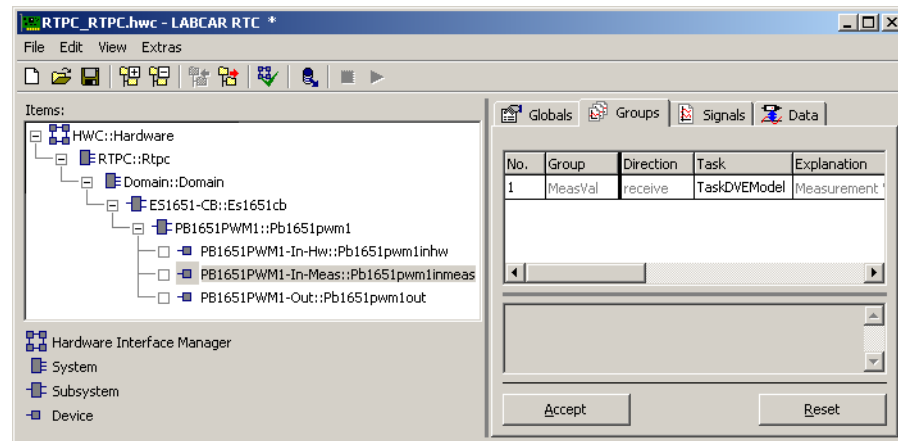 RTPC_RTPC.hwc - LABCAR RTC *
File Edit View Extras
Items:
HWC::Hardware
RTPC::Rtpc
Domain::Domain
ES1651-CB::Es1651cb
PB1651PWM1::Pb1651pwm1
PB1651PWM1-In-Hw::Pb1651pwm1inhw
PB1651PWM1-In-Meas::Pb1651pwm1inmeas
PB1651PWM1-Out::Pb1651pwm1out
Hardware Interface Manager
System
Subsystem
Device
Globals Groups Signals Data
No. Group Direction Task Explanation
1 MeasVal receive TaskDVEModel Measurement
Accept Reset